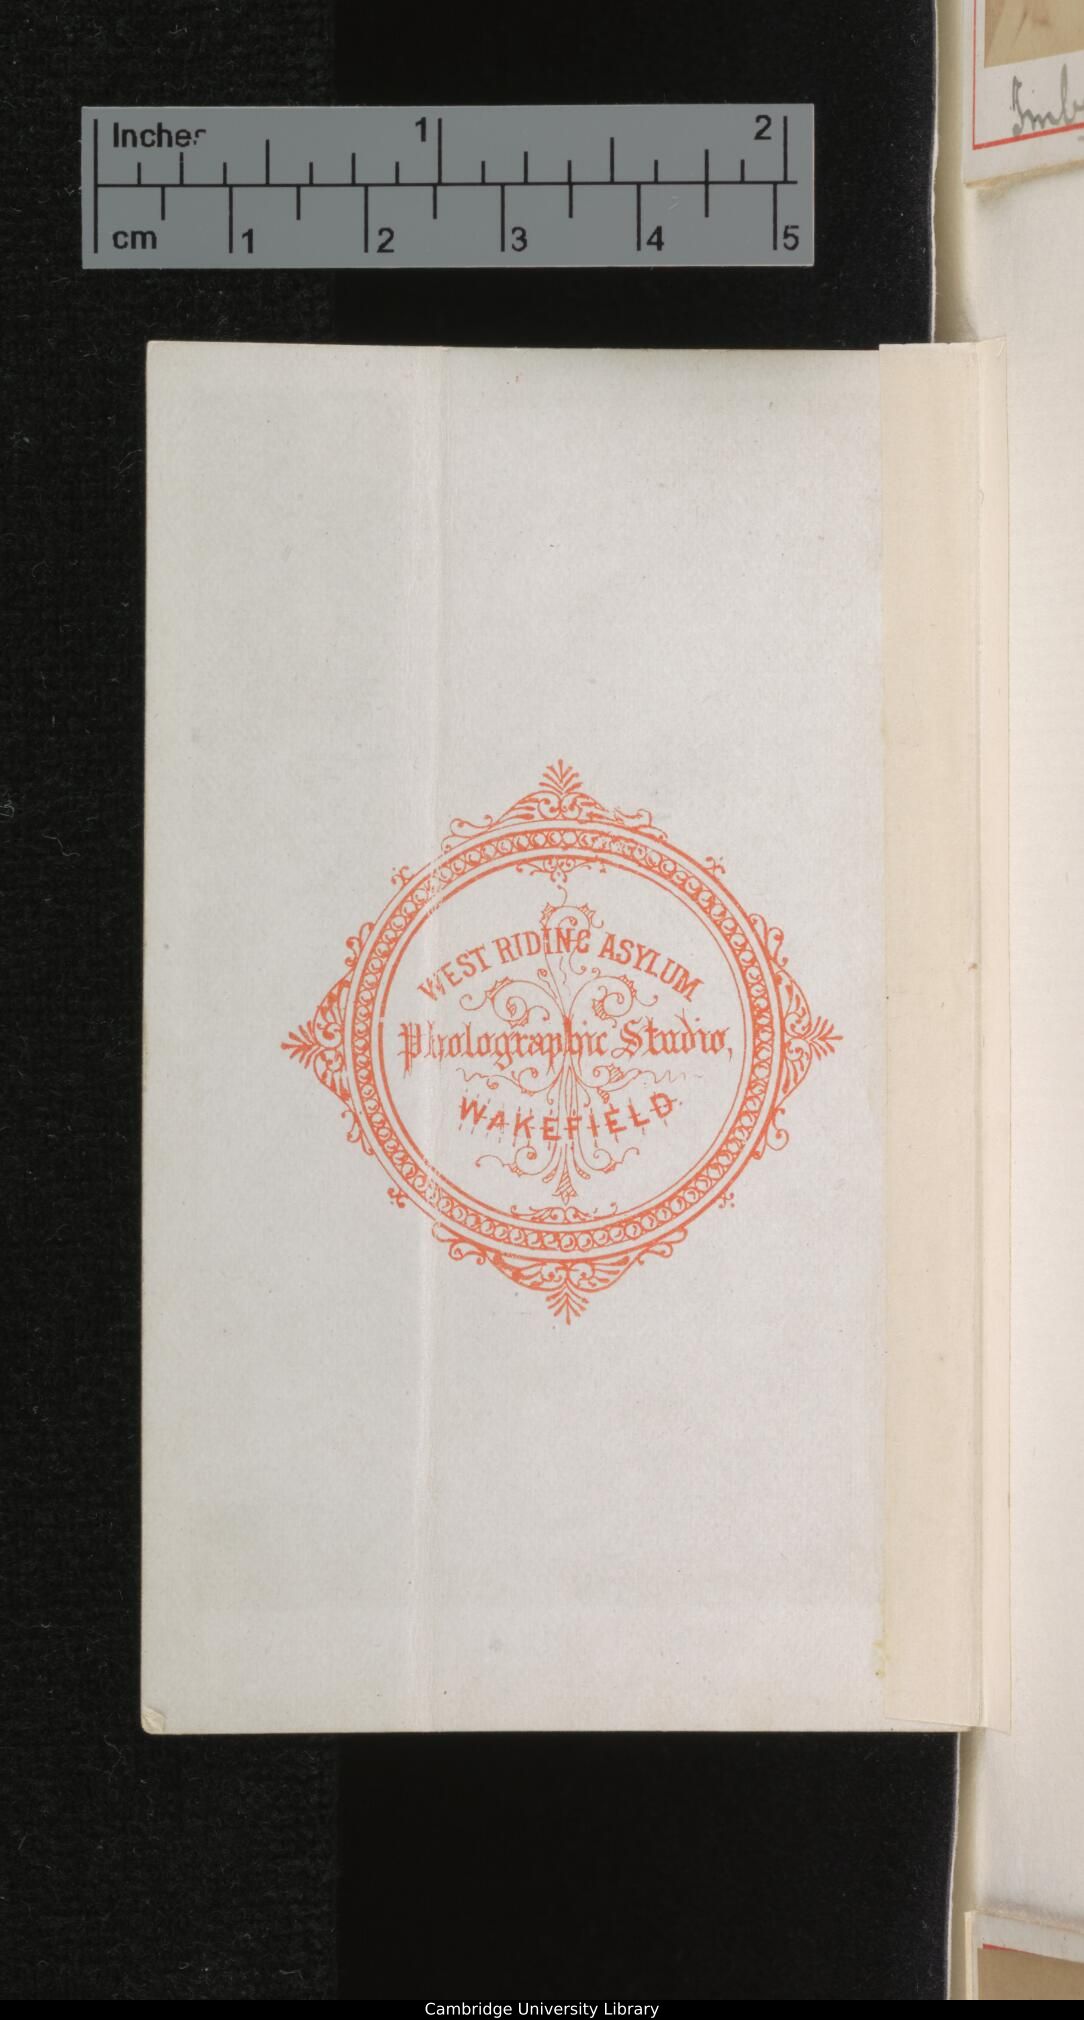 Inches 1 2
cm 1 2 3 4 5
WEST RIDING ASYLUM
Photographic Studio,
WAKEFIELD.
Cambridge University Library